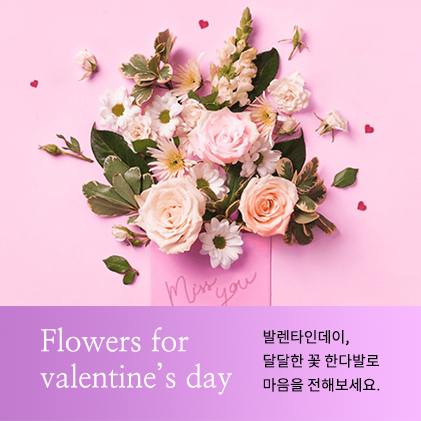 Miss you
Flowers for
valentine’s day
발렌타인데이,
달달한 꽃 한다발로
마음을 전해보세요.